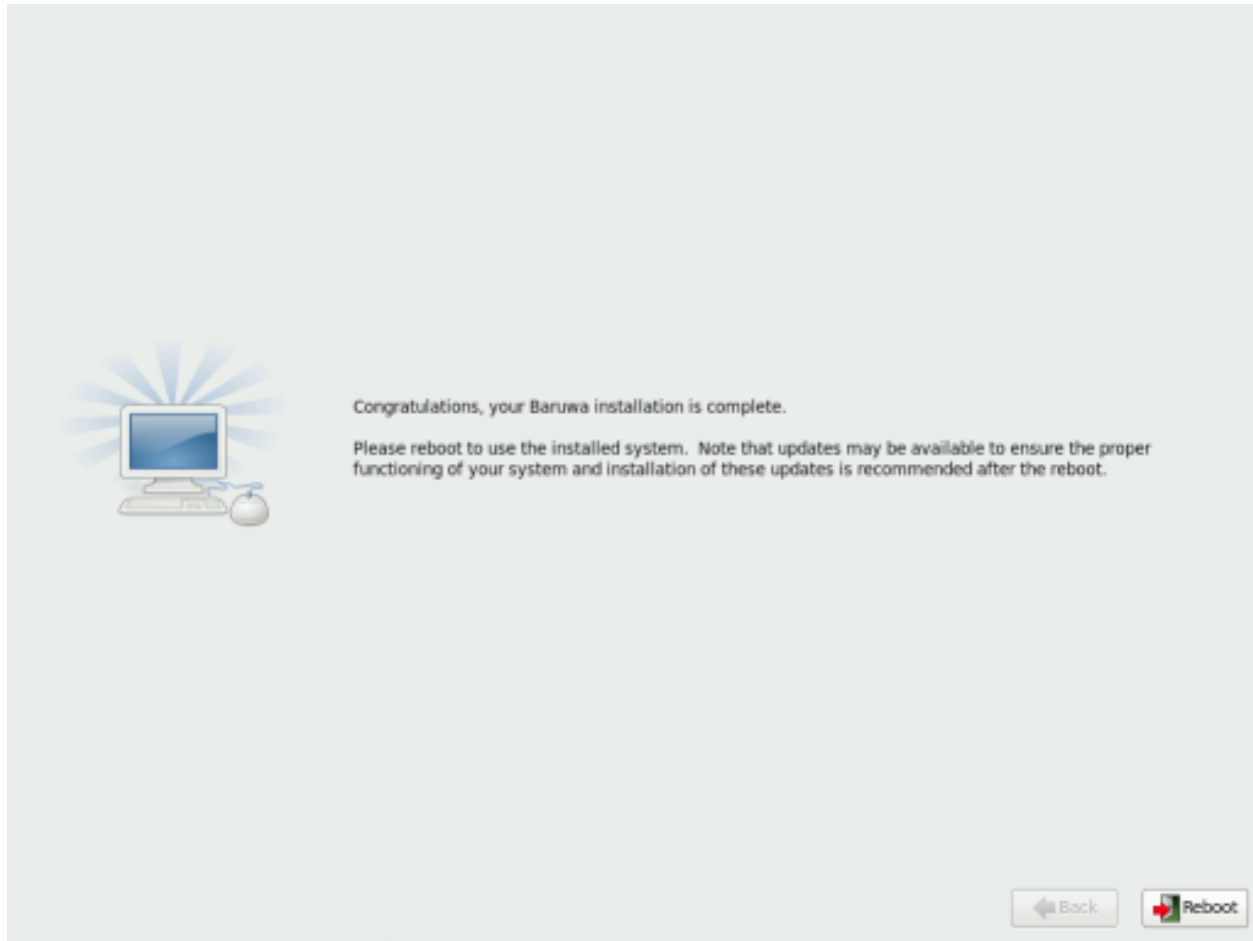 Congratulations, your Baruwa installation is complete.
Please reboot to use the installed system.  Note that updates may be available to ensure the proper
functioning of your system and installation of these updates is recommended after the reboot.
Back
Reboot